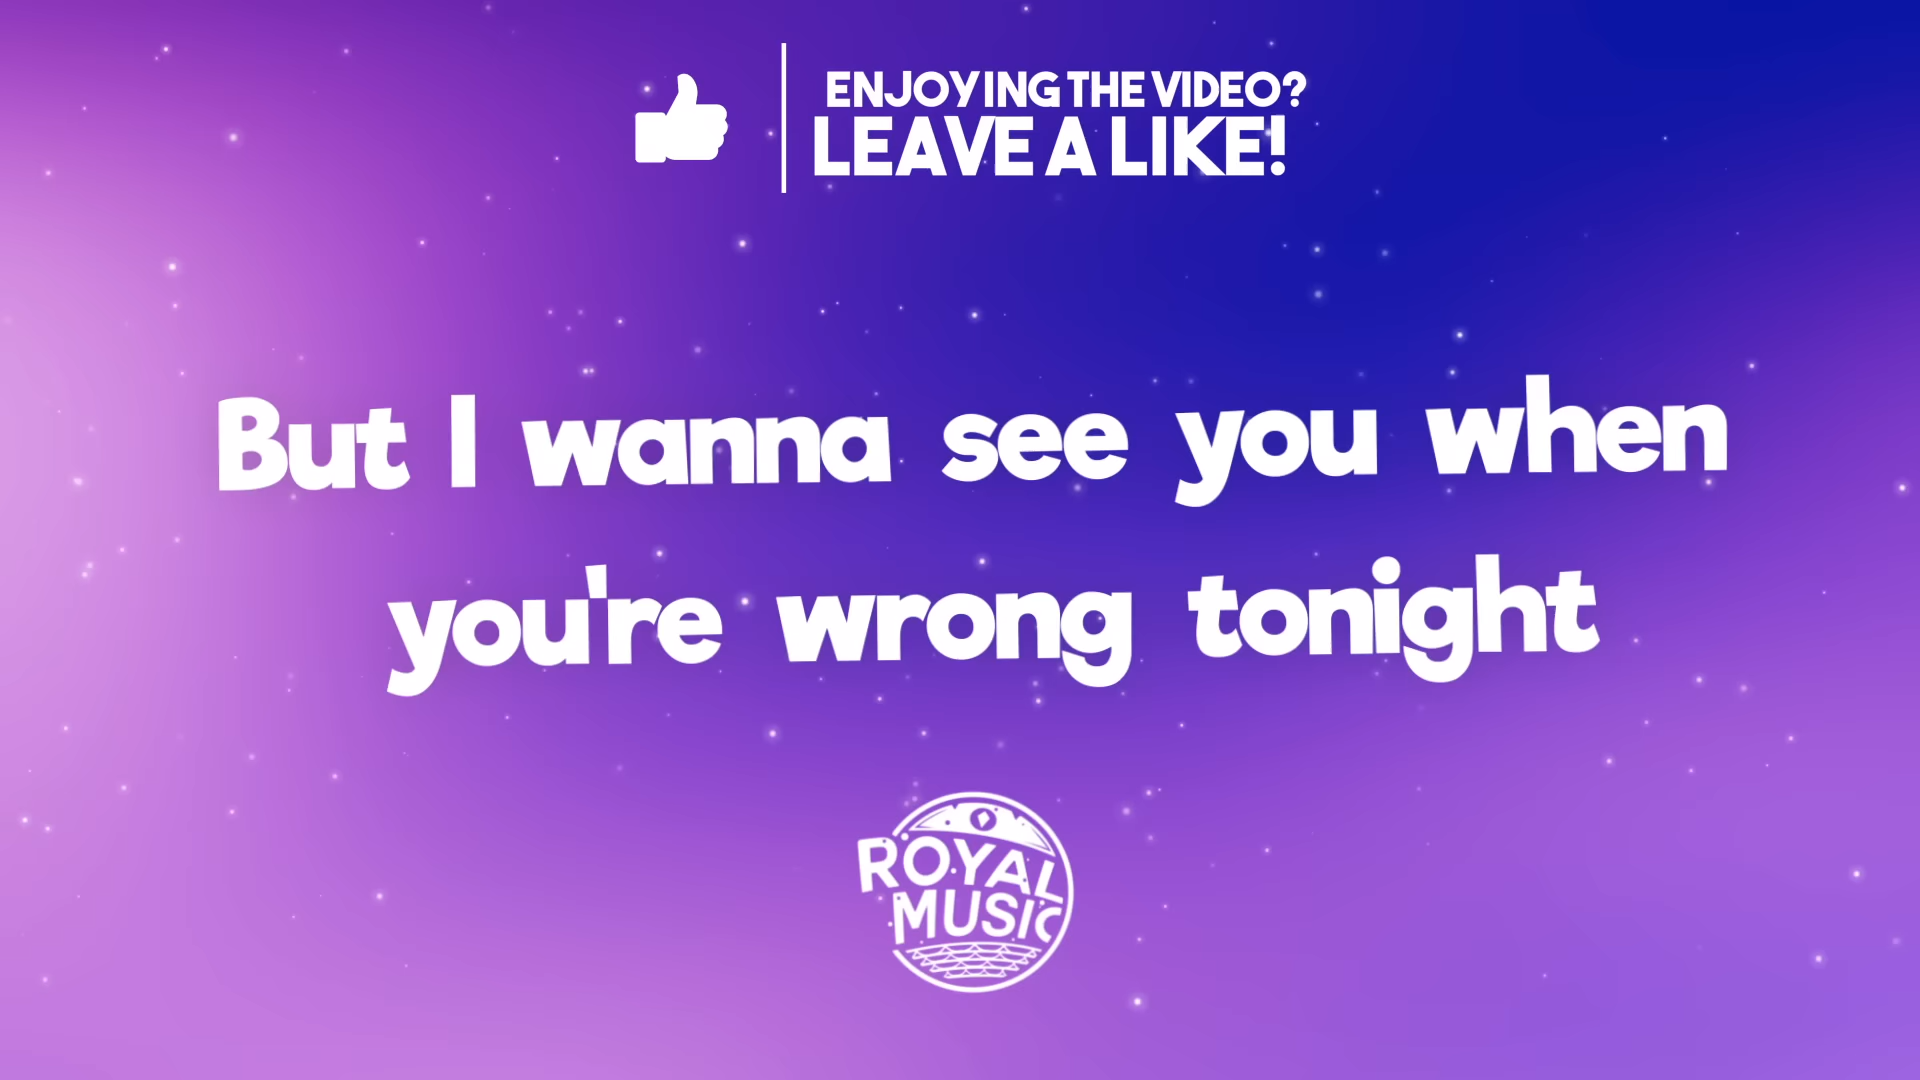 ENJOYING THE VIDEO?
LEAVE A LIKE!
But I wanna see you when
you're wrong tonight
ROYAL
MUSIC